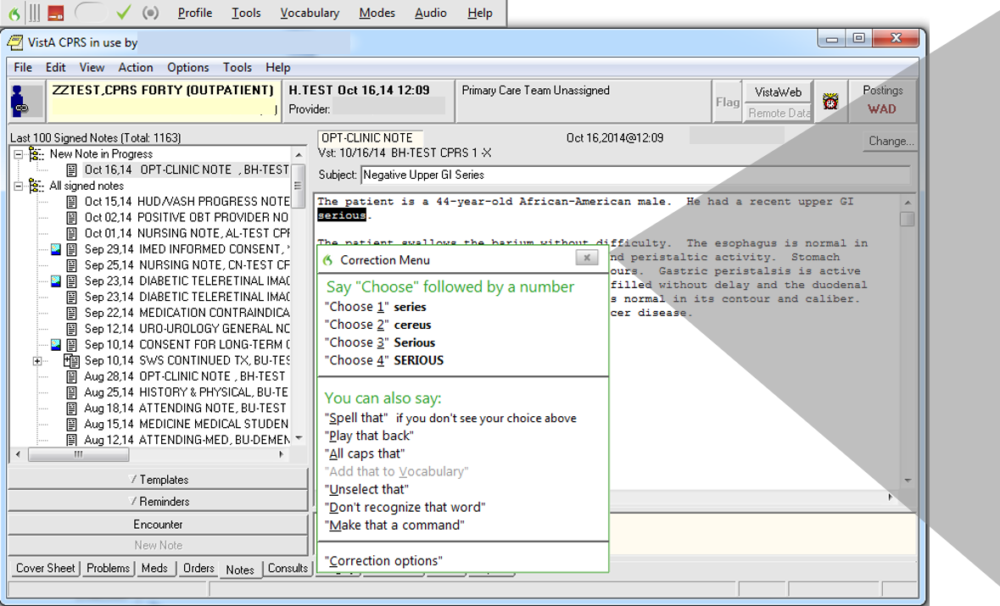 Profile Tools Vocabulary Modes Audio Help
VistA CPRS in use by
File Edit View Action Options Tools Help
ZZTEST,CPRS FORTY (OUTPATIENT)
H.TEST Oct 16,14 12:09
Provider:
Primary Care Team Unassigned
Flag
VistaWeb
Remote Data
Postings
WAD
Last 100 Signed Notes (Total: 1163)
New Note in Progress
Oct 16,14 OPT-CLINIC NOTE , BH-TEST
All signed notes
Oct 15,14 HUD/VASH PROGRESS NOTE
Oct 02,14 POSITIVE OBT PROVIDER NO
Oct 01,14 NURSING NOTE, AL-TEST CPR
Sep 29,14 IMED INFORMED CONSENT,
Sep 25,14 NURSING NOTE, CN-TEST CF
Sep 23,14 DIABETIC TELERETINAL IMAG
Sep 23,14 DIABETIC TELERETINAL IMAG
Sep 22,14 MEDICATION CONTRAINDICA
Sep 12,14 URO-UROLOGY GENERAL NO
Sep 10,14 CONSENT FOR LONG-TERM
Sep 10,14 SWS CONTINUED TX, BU-TES
Aug 28,14 OPT-CLINIC NOTE , BH-TEST
Aug 25,14 HISTORY & PHYSICAL, BU-TE
Aug 18,14 ATTENDING NOTE, BU-TEST
Aug 15,14 MEDICINE MEDICAL STUDEN
Aug 12,14 ATTENDING-MED, BU-DEMEN
Templates
Reminders
Encounter
New Note
OPT-CLINIC NOTE
Oct 16,2014@12:09
Change...
Vst: 10/16/14 BH-TEST CPRS 1 -X
Subject: Negative Upper GI Series
The patient is a 44-year-old African-American male. He had a recent upper GI
serious.
The patient swallows the barium without difficulty. The esophagus is normal in
nd peristaltic activity. Stomach
ours. Gastric peristalsis is active
filled without delay and the duodenal
s normal in its contour and caliber.
cer disease.
Correction Menu
Say "Choose" followed by a number
"Choose 1" series
"Choose 2" cereus
"Choose 3" Serious
"Choose 4" SERIOUS
You can also say:
"Spell that" if you don't see your choice above
"Play that back"
"All caps that"
"Add that to Vocabulary"
"Unselect that"
"Don't recognize that word"
"Make that a command"
"Correction options"
Cover Sheet Problems Meds Orders Notes Consults